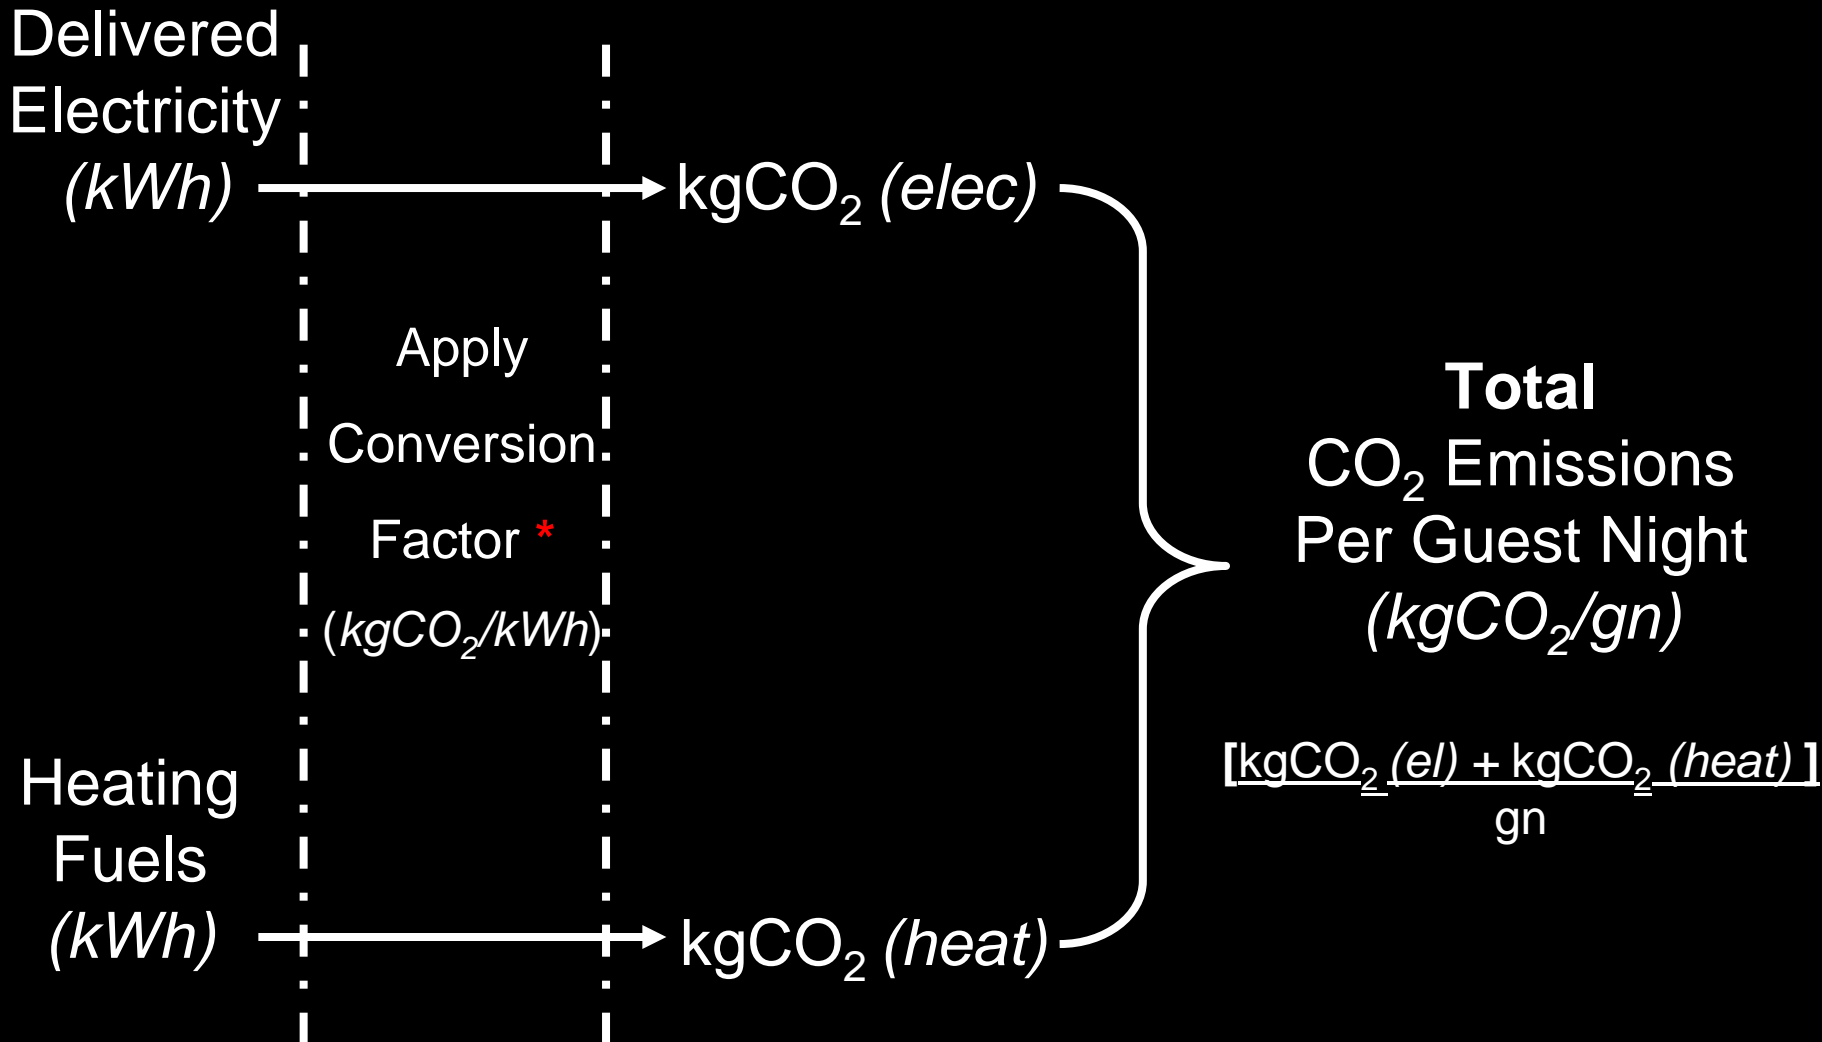 Delivered
Electricity
(kWh)
kgCO₂ (elec)
Apply
Conversion
Factor *
(kgCO₂/kWh)
Heating
Fuels
(kWh)
kgCO₂ (heat)
Total
CO₂ Emissions
Per Guest Night
(kgCO₂/gn)
[kgCO₂ (el) + kgCO₂ (heat) ]
gn